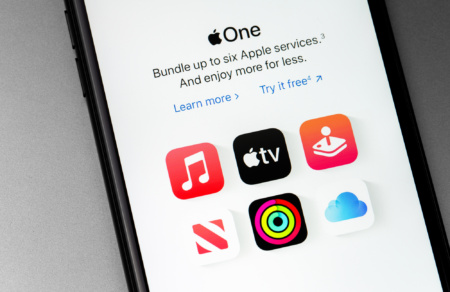 One
Bundle up to six Apple services.³
And enjoy more for less.
Learn more >
Try it free⁴ ↗
tv